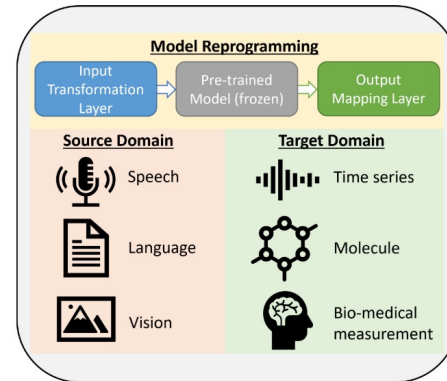 Model Reprogramming
Input
Transformation
Layer
Pre-trained
Model (frozen)
Output
Mapping Layer
Source Domain
Speech
Language
Vision
Target Domain
Time series
Molecule
Bio-medical
measurement